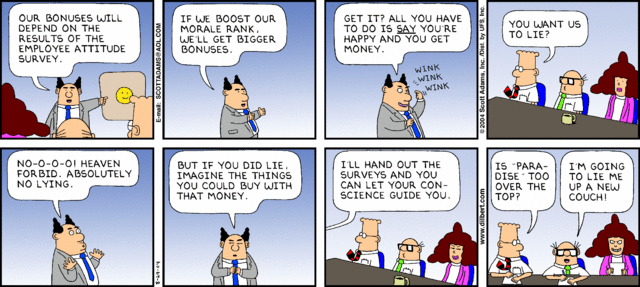 OUR BONUSES WILL
DEPEND ON THE
RESULTS OF THE
EMPLOYEE ATTITUDE
SURVEY.
E-mail: SCOTTADAMS@AOL.COM
IF WE BOOST OUR
MORALE RANK,
WE'LL GET BIGGER
BONUSES.
GET IT? ALL YOU HAVE
TO DO IS SAY YOU'RE
HAPPY AND YOU GET
MONEY.
WINK
WINK
WINK
© 2004 Scott Adams, Inc./Dist. by UFS, Inc.
YOU WANT US
TO LIE?
NO-O-O-O! HEAVEN
FORBID. ABSOLUTELY
NO LYING.
BUT IF YOU DID LIE,
IMAGINE THE THINGS
YOU COULD BUY WITH
THAT MONEY.
I'LL HAND OUT THE
SURVEYS AND YOU
CAN LET YOUR CON-
SCIENCE GUIDE YOU.
www.dilbert.com
IS "PARA-
DISE" TOO
OVER THE
TOP?
I'M GOING
TO LIE ME
UP A NEW
COUCH!